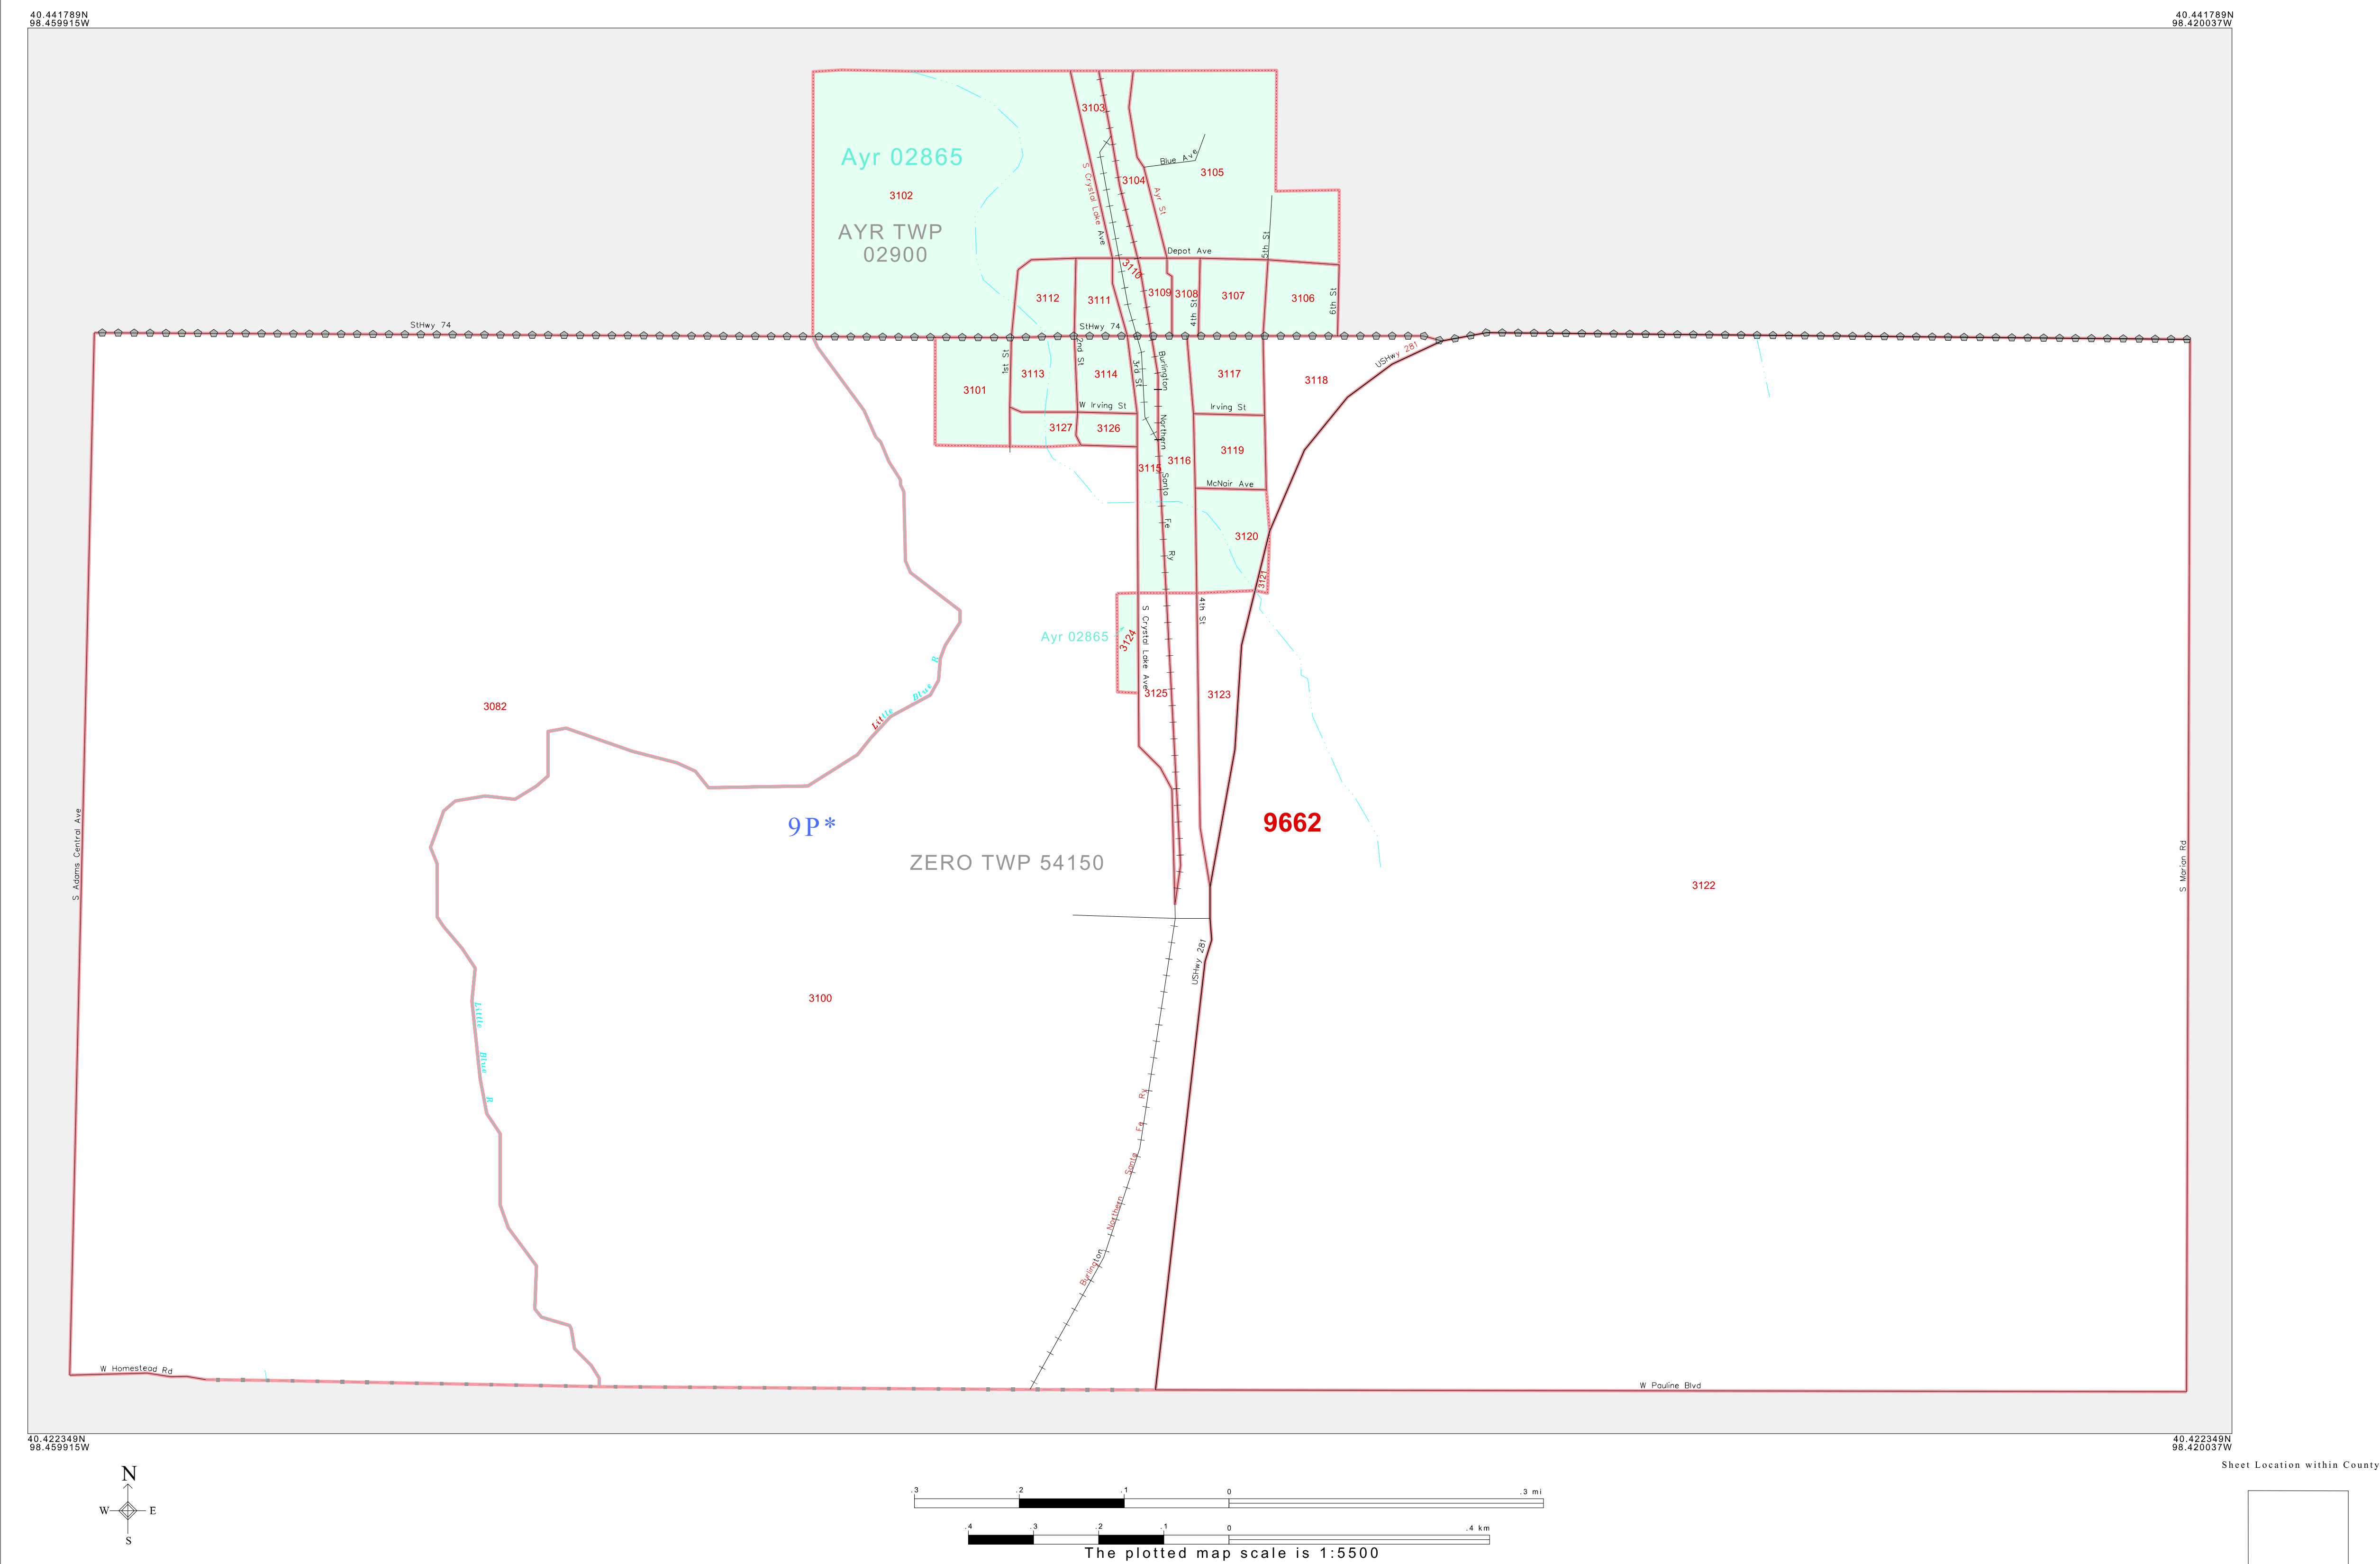 40.441789N
98.459915W
40.441789N
98.420037W
3103
Ayr 02865
3102
AYR TWP
02900
S Crystal Lake Ave
3104
Ayr St
Blue Ave
3105
Depot Ave
5th St
3110
3112
3111
3109
3108
4th St
3107
3106
6th St
StHwy 74
StHwy 74
USHwy 281
1st St
2nd St
3rd St
Burlington Northern Santa Fe Ry
3101
3113
3114
3117
3118
W Irving St
Irving St
3127
3126
3119
3115
3116
McNair Ave
3120
3121
Ayr 02865
3124
S Crystal Lake Ave
4th St
3125
3123
Little Blue R
3082
9P*
9662
ZERO TWP 54150
S Adams Central Ave
S Marian Rd
3122
USHwy 281
3100
Little Blue R
Burlington Northern Santa Fe Ry
W Homestead Rd
W Pauline Blvd
40.422349N
98.459915W
40.422349N
98.420037W
Sheet Location within County
N
W E
S
.3 .2 .1 0 .3 mi
.4 .3 .2 .1 0 .4 km
The plotted map scale is 1:5500